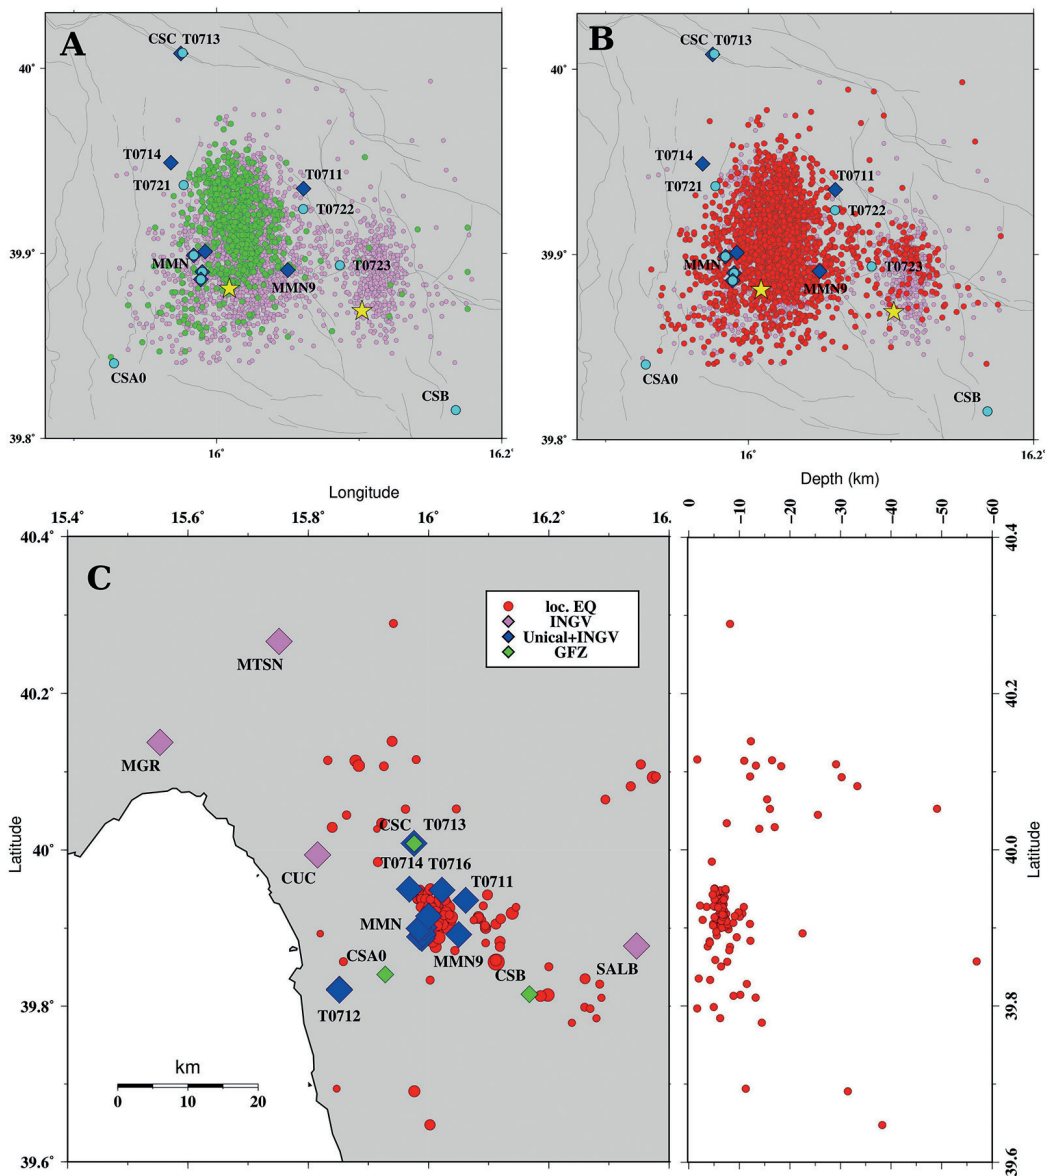 A
CSC T0713
40°
T0714
T0721
T0711
T0722
39.9°
MMN
T0723
MMN9
CSA0
CSB
39.8°
16°
16.2°
B
CSC T0713
40°
T0714
T0721
T0711
T0722
39.9°
MMN
T0723
MMN9
CSA0
CSB
39.8°
16°
16.2°
Longitude
15.4 15.6° 15.8° 16° 16.2° 16.
Depth (km)
0 -10 -20 -30 -40 -50 -60
40.4°
C
loc. EQ
INGV
Unical+INGV
GFZ
MTSN
40.2°
MGR
CSC T0713
40.0°
T0714 T0716
CUC
T0711
MMN
CSA0
MMN9
CSB
SALB
39.8°
T0712
Latitude
km
0 10 20
39.6°
40.4
40.2
40.0
Latitude
39.8
39.6